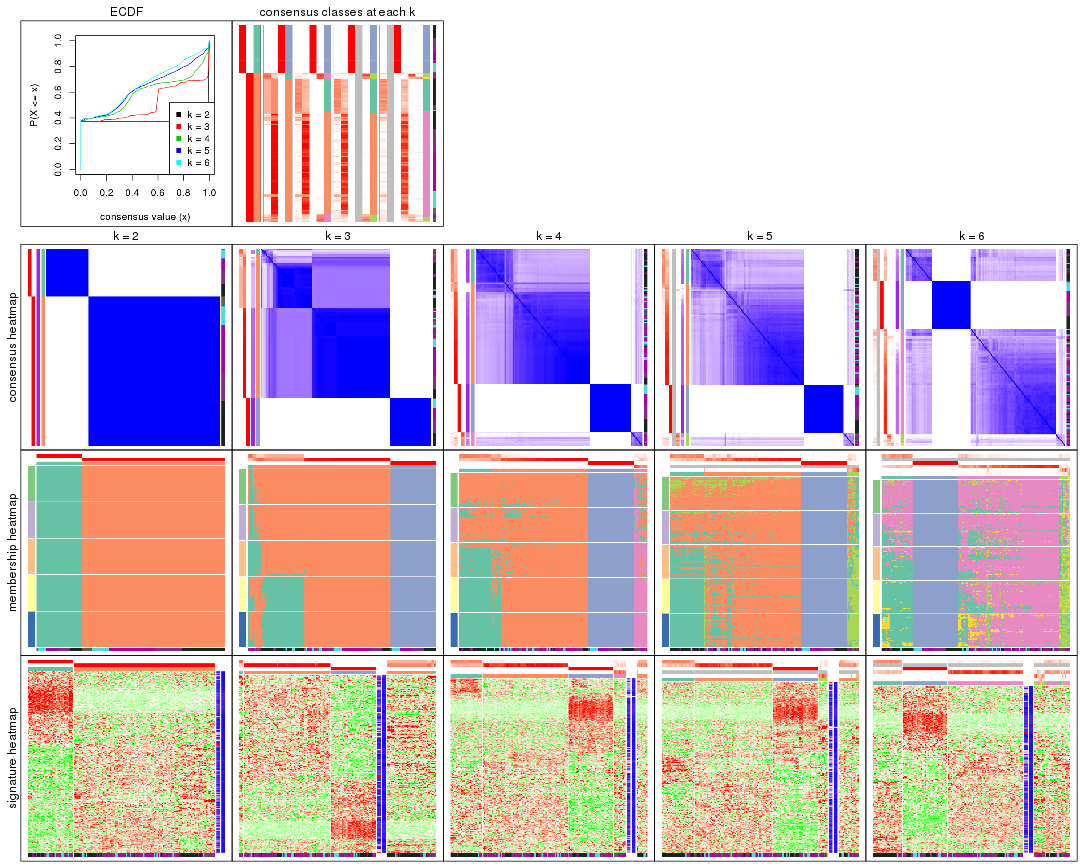 ECDF
consensus classes at each k
P(X <= x)
0.0 0.2 0.4 0.6 0.8 1.0
k = 2
k = 3
k = 4
k = 5
k = 6
0.0 0.2 0.4 0.6 0.8 1.0
consensus value (x)
k = 2
k = 3
k = 4
k = 5
k = 6
consensus heatmap
membership heatmap
signature heatmap